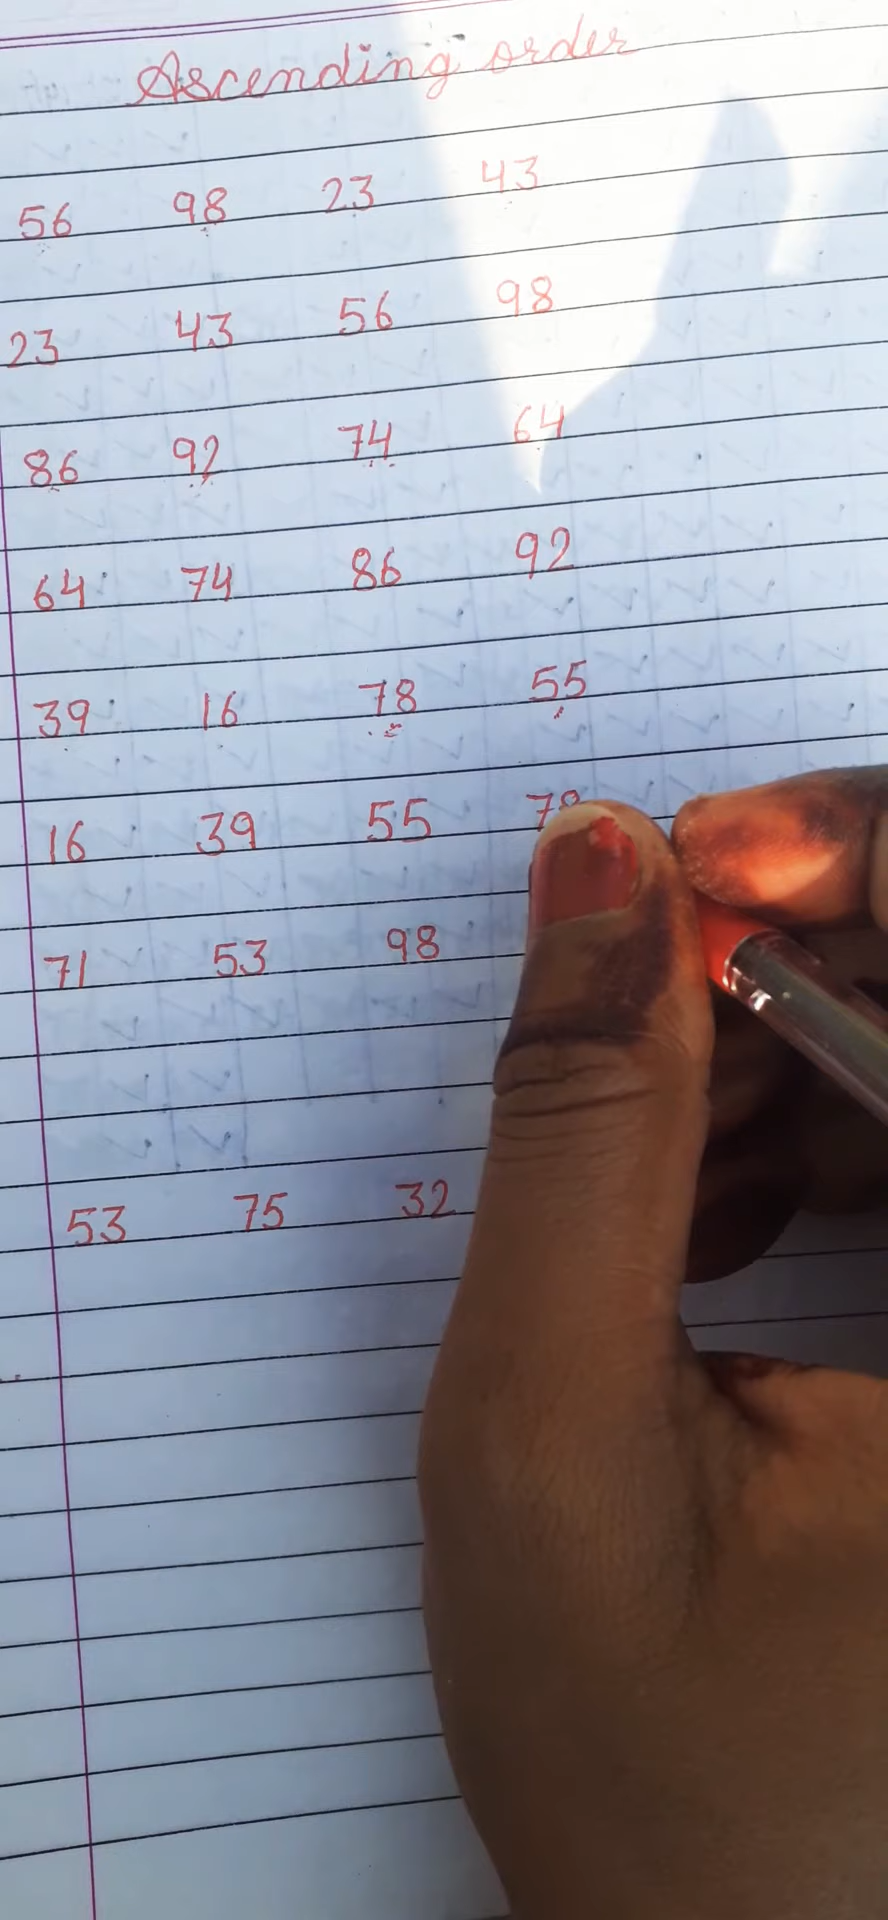 Ascending order
56 98 23 43
23 43 56 98
86 92 74 64
64 74 86 92
39 16 78 55
16 39 55 78
71 53 98
53 75 32